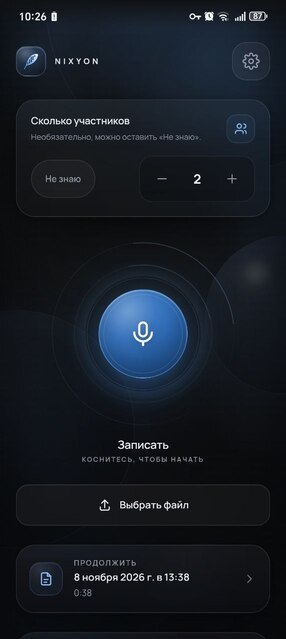 10:26
87
NIXYON
Сколько участников
Необязательно, можно оставить «Не знаю».
Не знаю
2
Записать
КОСНИТЕСЬ, ЧТОБЫ НАЧАТЬ
Выбрать файл
ПРОДОЛЖИТЬ
8 ноября 2026 г. в 13:38
0:38